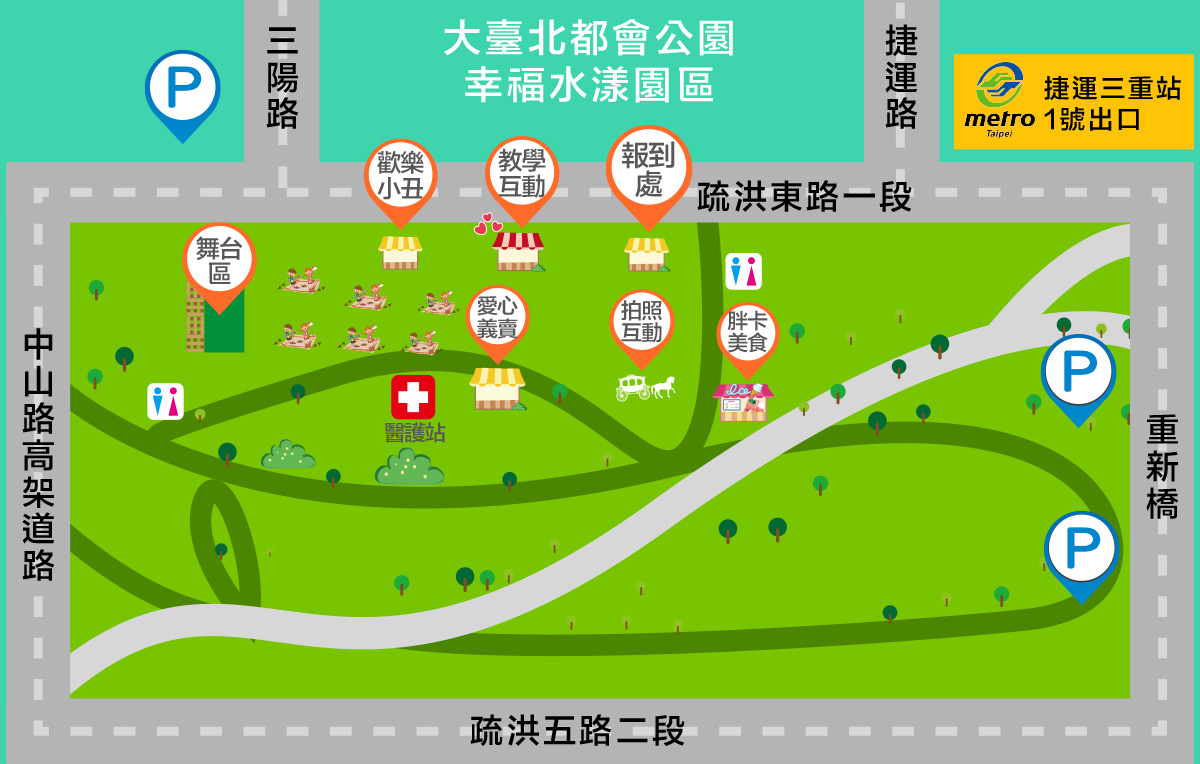 大臺北都會公園
幸福水漾園區
三陽路
捷運路
P
metro
Taipei
捷運三重站
1號出口
歡樂
小丑
教學
互動
報到
處
疏洪東路一段
舞台
區
愛心
義賣
拍照
互動
胖卡
美食
Ice
P
醫護站
中山路高架道路
重新橋
P
疏洪五路二段